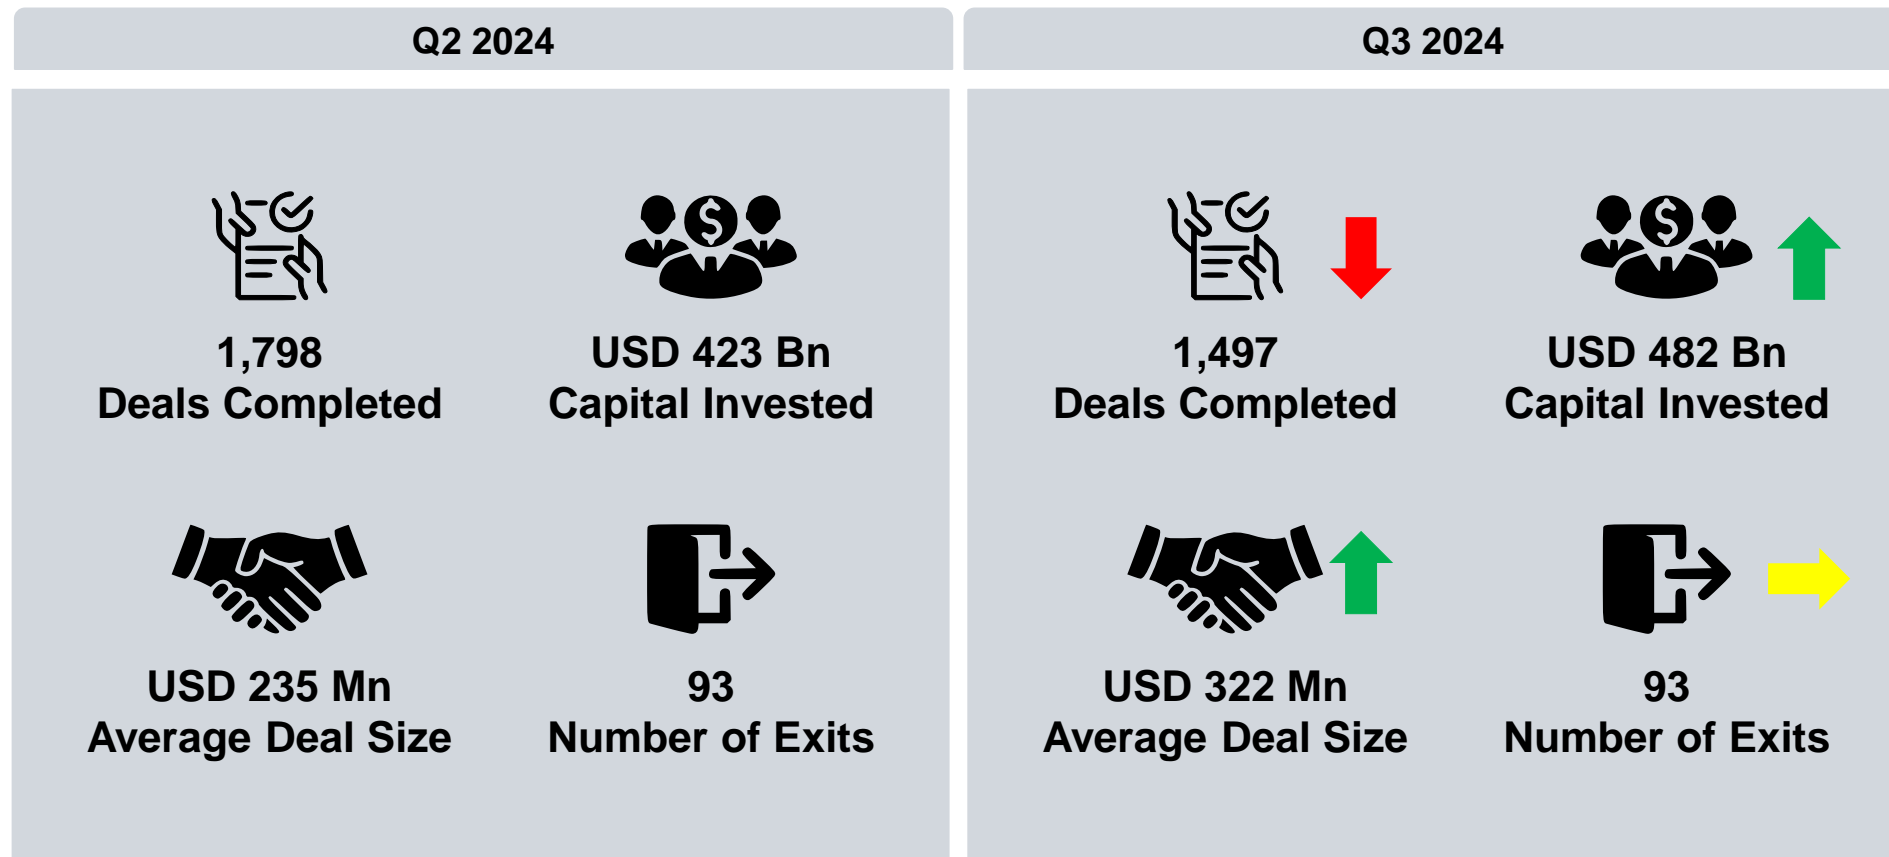 Q2 2024
Q3 2024
1,798
Deals Completed
USD 423 Bn
Capital Invested
USD 235 Mn
Average Deal Size
93
Number of Exits
1,497
Deals Completed
USD 482 Bn
Capital Invested
USD 322 Mn
Average Deal Size
93
Number of Exits